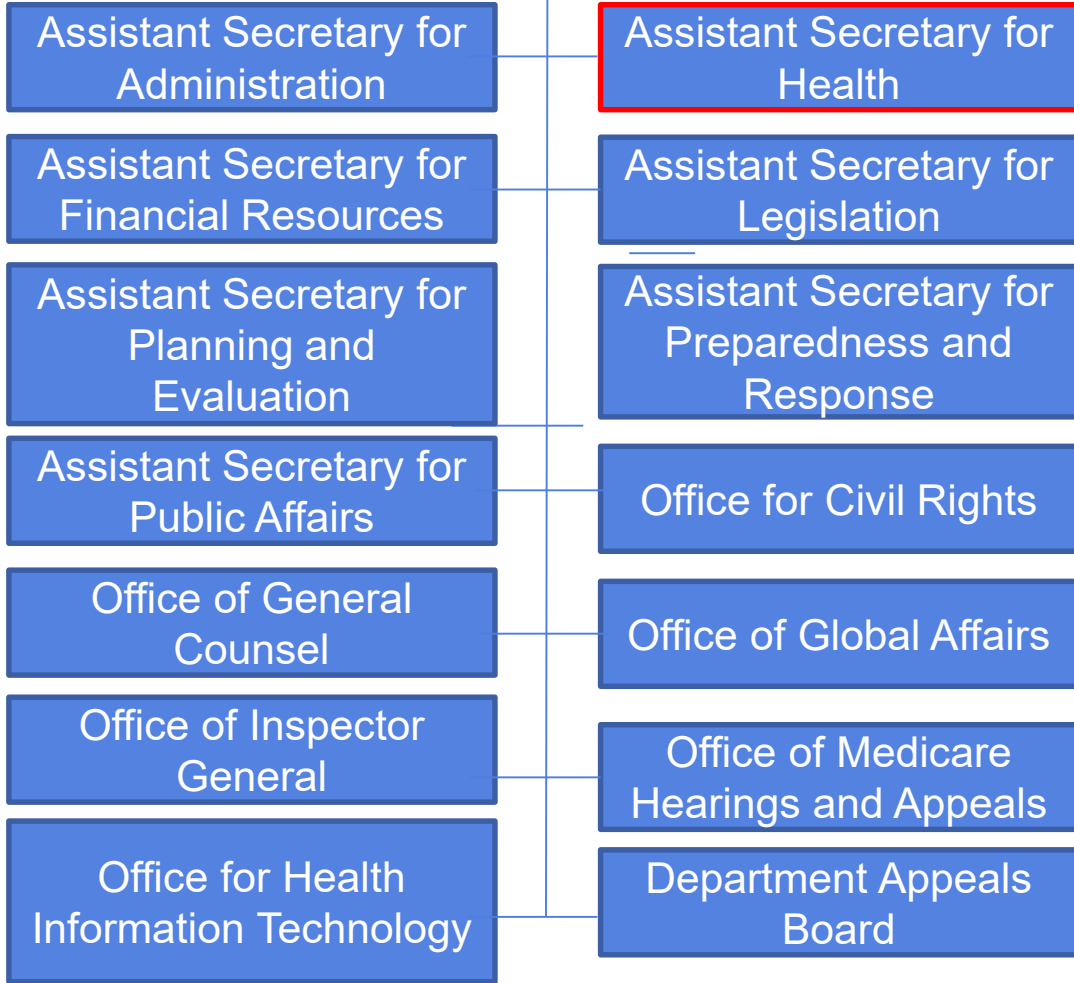 Assistant Secretary for
Administration
Assistant Secretary for
Health
Assistant Secretary for
Financial Resources
Assistant Secretary for
Legislation
Assistant Secretary for
Planning and
Evaluation
Assistant Secretary for
Preparedness and
Response
Assistant Secretary for
Public Affairs
Office for Civil Rights
Office of General
Counsel
Office of Global Affairs
Office of Inspector
General
Office of Medicare
Hearings and Appeals
Office for Health
Information Technology
Department Appeals
Board